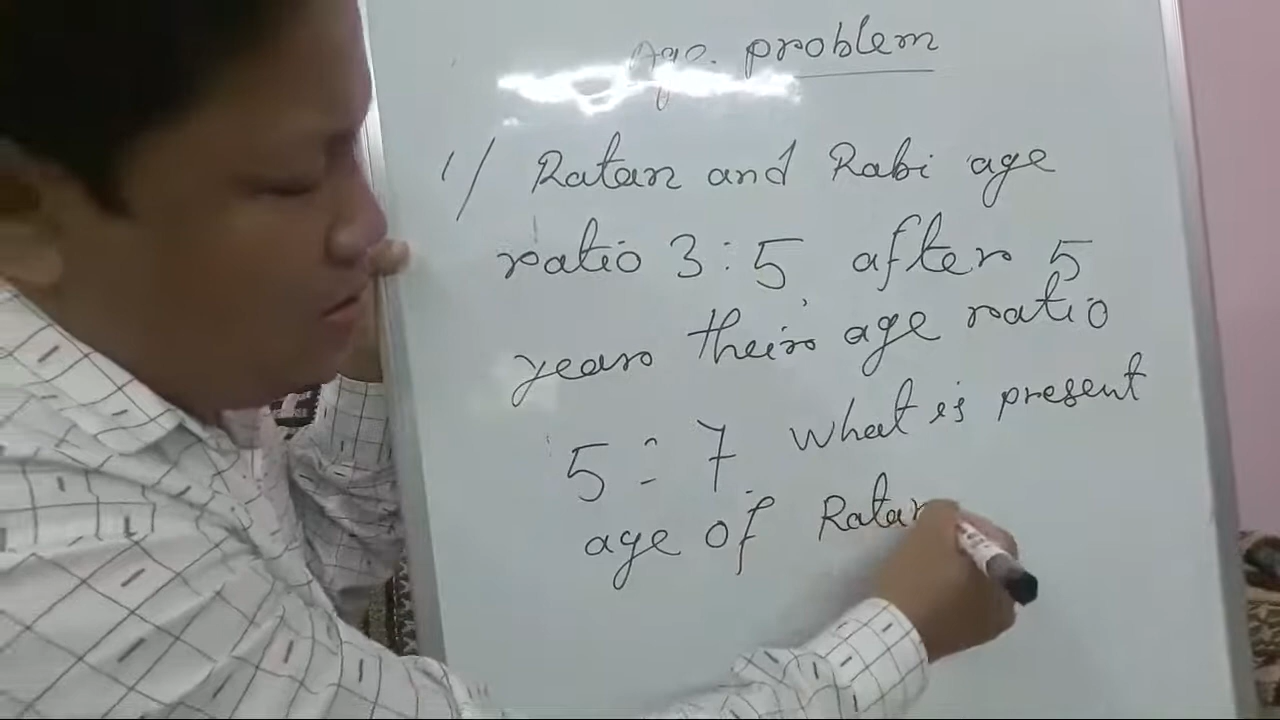 Age. problem
1/ Ratan and Rabi age
ratio 3:5 after 5
years their age ratio
5:7 what is present
age of Ratan